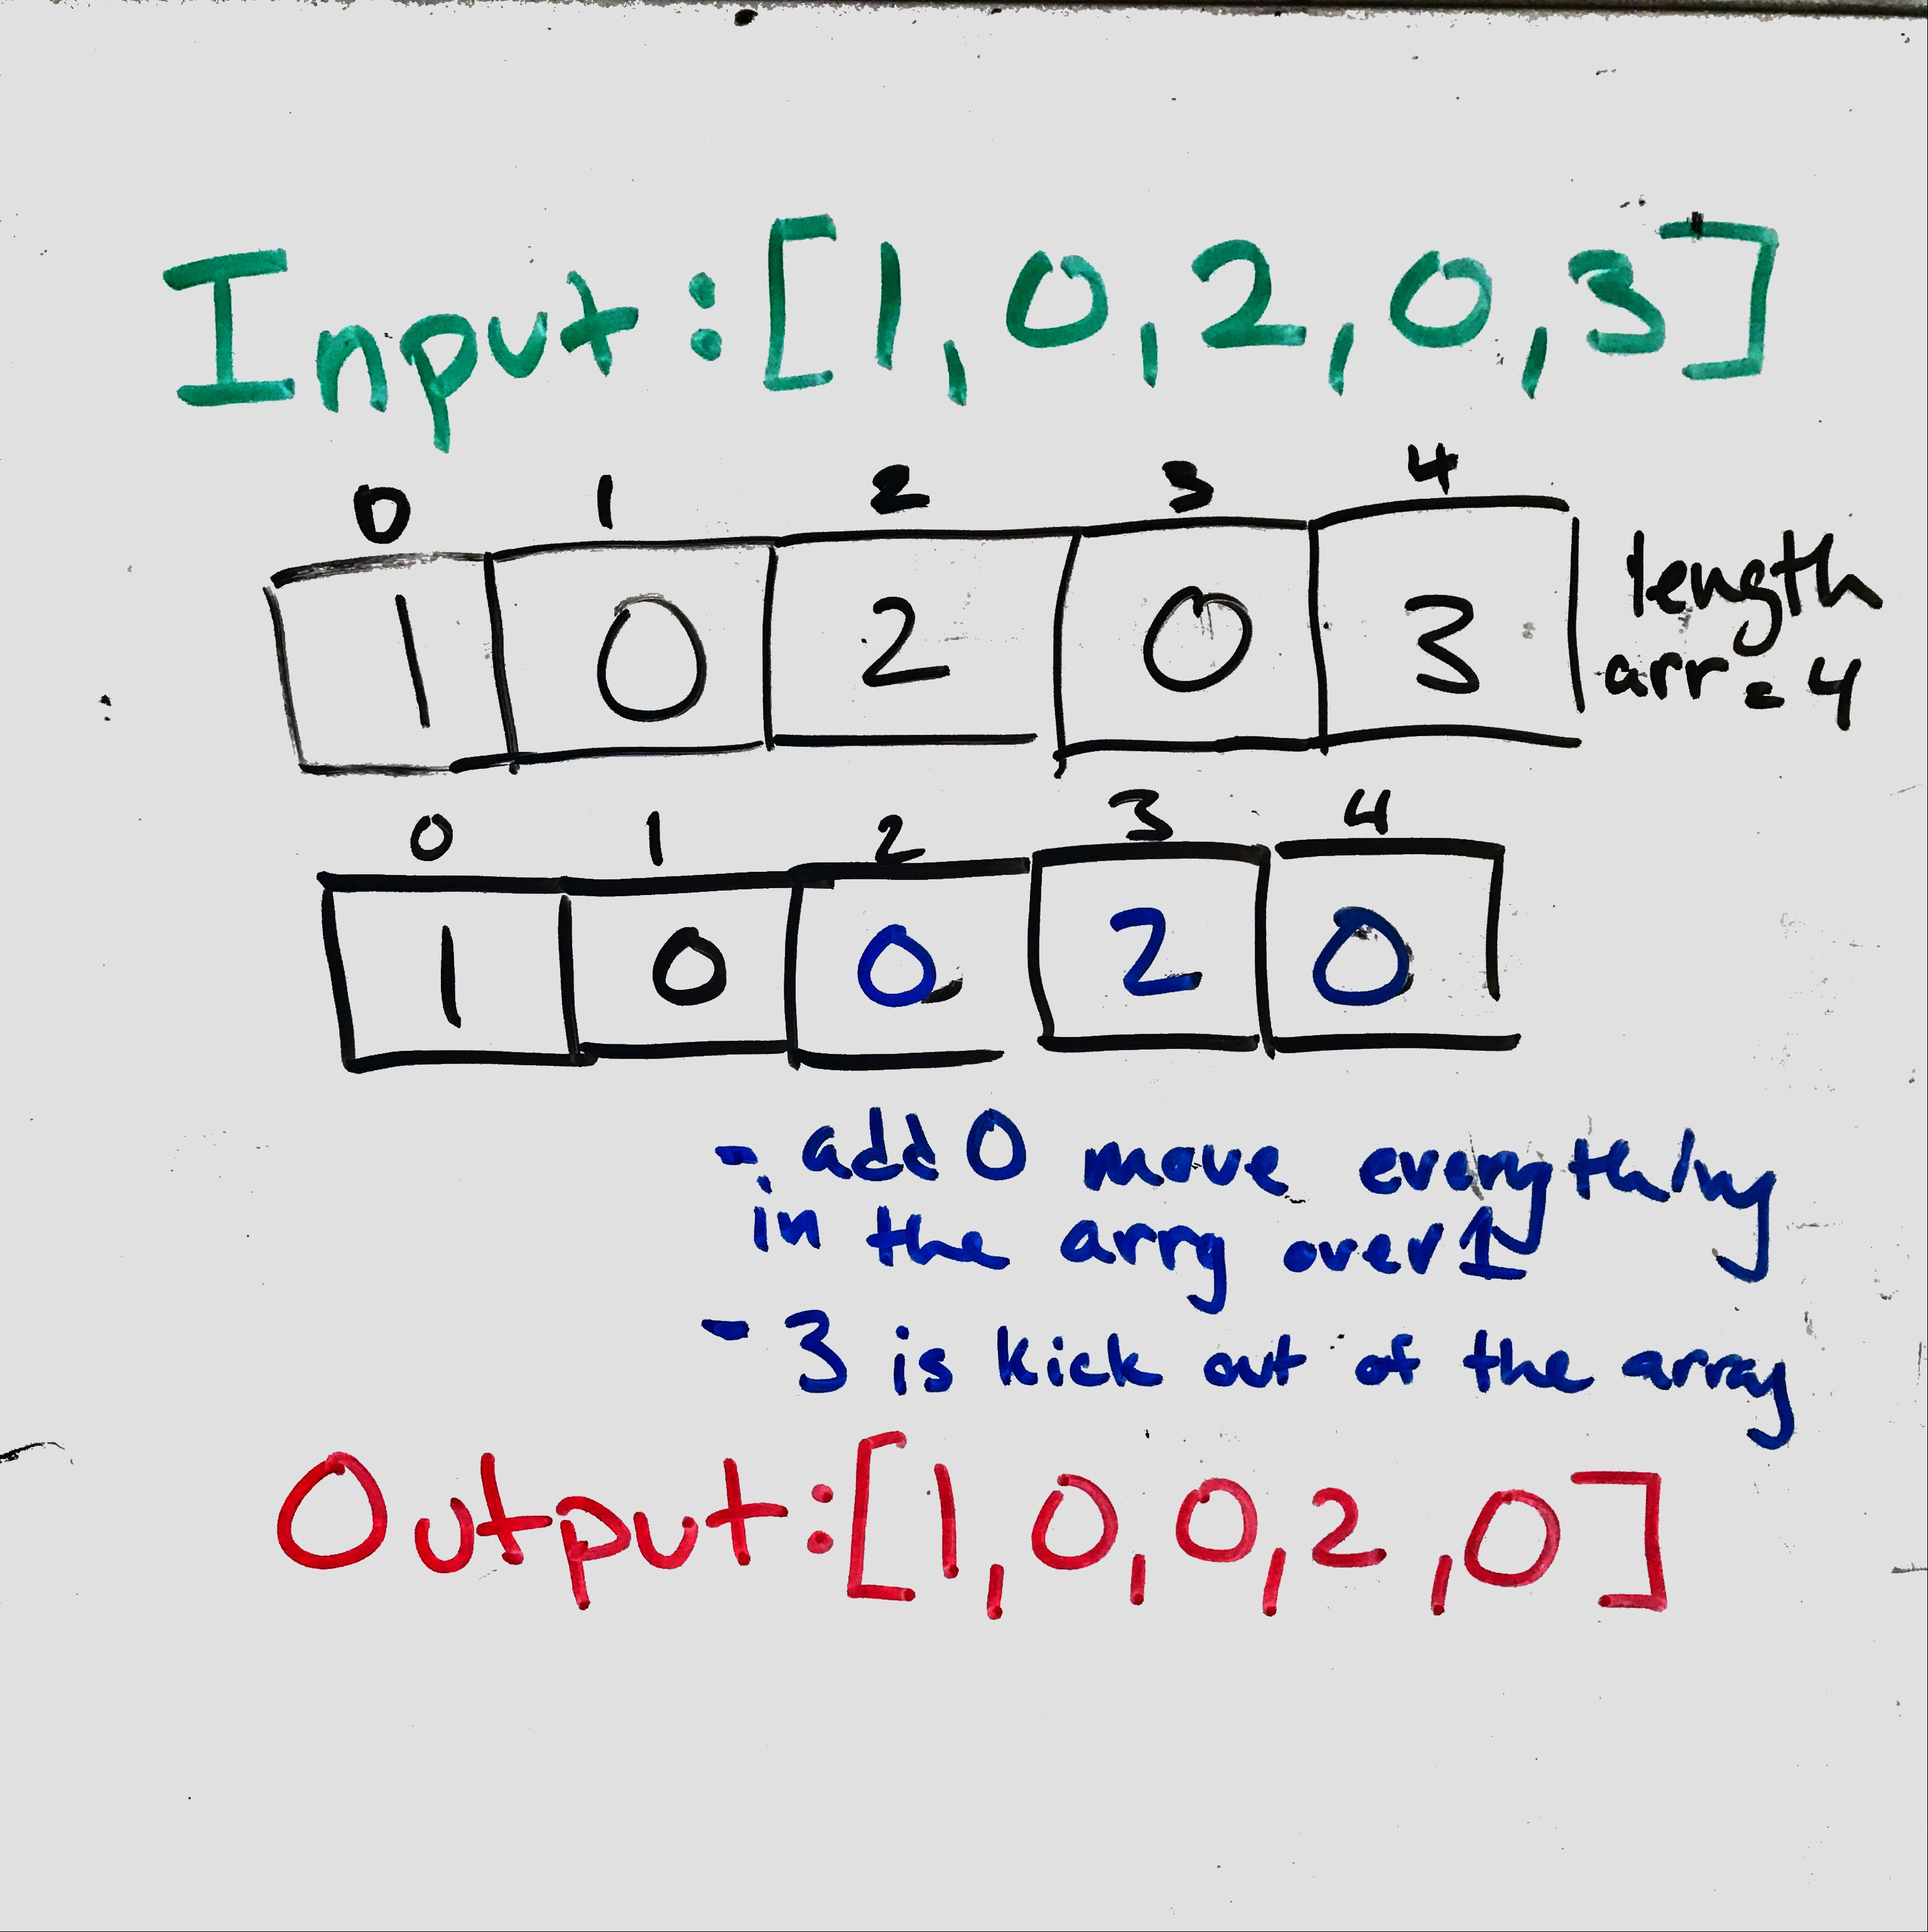 Input:[1,0,2,0,3]
0 1 2 3 4
1 0 2 0 3
length
arr=4
0 1 2 3 4
1 0 0 2 0
- add 0 move everything
in the arry over 1
- 3 is kick out of the array
Output:[1,0,0,2,0]